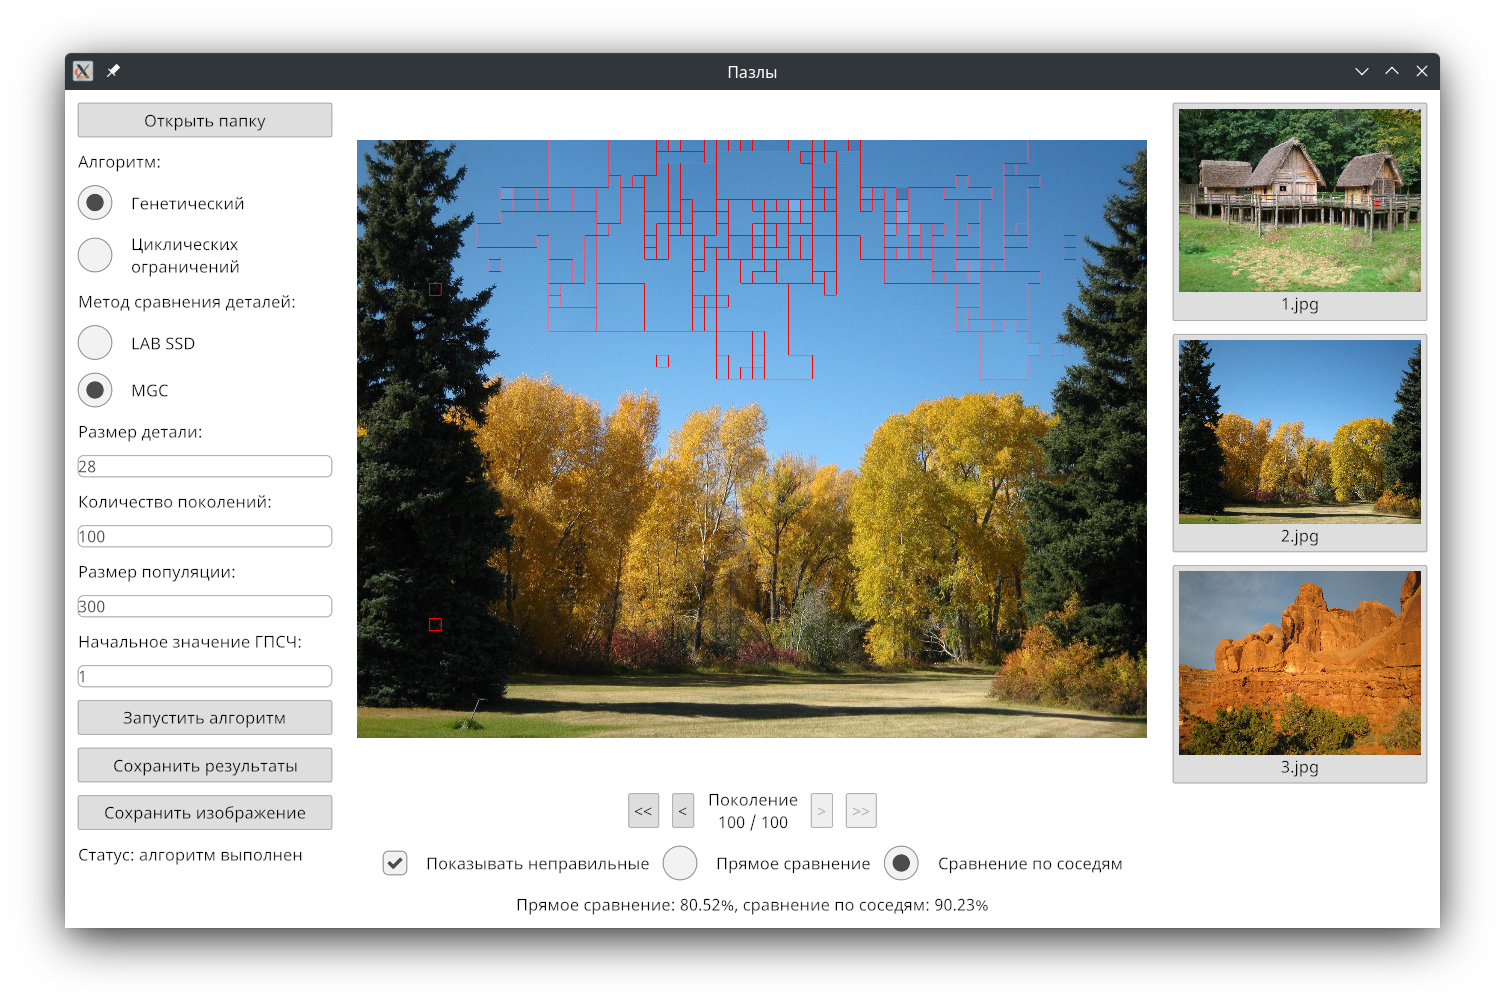 Пазлы
Открыть папку
Алгоритм:
Генетический
Циклических
ограничений
Метод сравнения деталей:
LAB SSD
MGC
Размер детали:
28
Количество поколений:
100
Размер популяции:
300
Начальное значение ГПСЧ:
1
Запустить алгоритм
Сохранить результаты
Сохранить изображение
Статус: алгоритм выполнен
<< < Поколение > >>
100 / 100
Показывать неправильные Прямое сравнение Сравнение по соседям
Прямое сравнение: 80.52%, сравнение по соседям: 90.23%
1.jpg
2.jpg
3.jpg